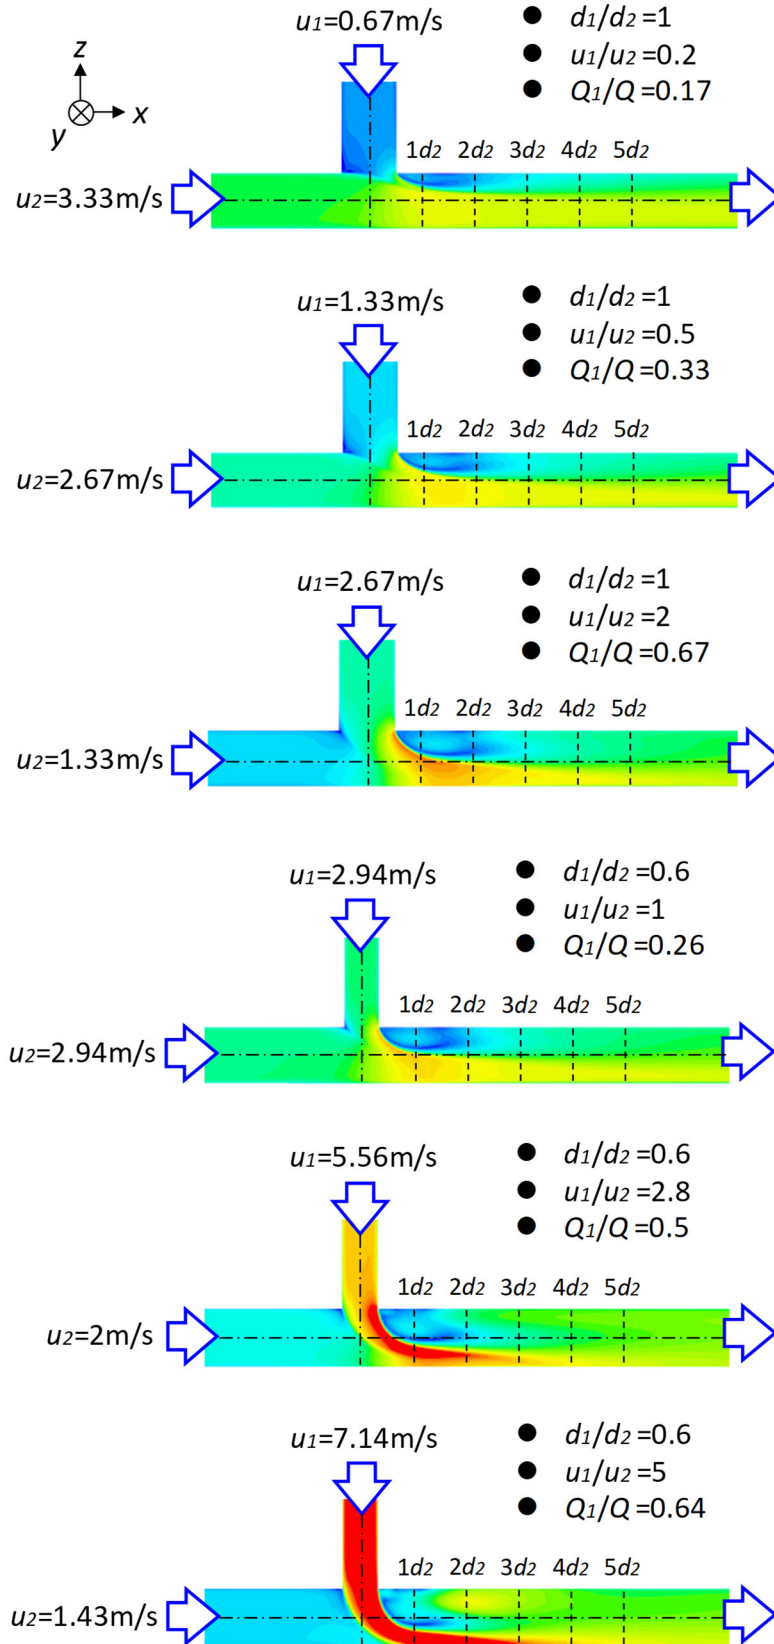 u1=0.67m/s
● d1/d2=1
● u1/u2=0.2
● Q1/Q=0.17
z
x
y
1d2 2d2 3d2 4d2 5d2
u2=3.33m/s
u1=1.33m/s
● d1/d2=1
● u1/u2=0.5
● Q1/Q=0.33
1d2 2d2 3d2 4d2 5d2
u2=2.67m/s
u1=2.67m/s
● d1/d2=1
● u1/u2=2
● Q1/Q=0.67
1d2 2d2 3d2 4d2 5d2
u2=1.33m/s
u1=2.94m/s
● d1/d2=0.6
● u1/u2=1
● Q1/Q=0.26
1d2 2d2 3d2 4d2 5d2
u2=2.94m/s
u1=5.56m/s
● d1/d2=0.6
● u1/u2=2.8
● Q1/Q=0.5
1d2 2d2 3d2 4d2 5d2
u2=2m/s
u1=7.14m/s
● d1/d2=0.6
● u1/u2=5
● Q1/Q=0.64
1d2 2d2 3d2 4d2 5d2
u2=1.43m/s